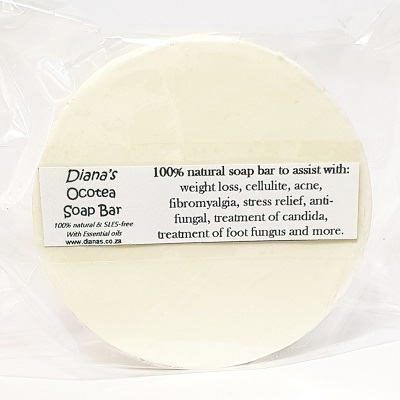 Diana's
Ocotea
Soap Bar
100% natural & SLES-free
With Essential oils
www.dianas.co.za
100% natural soap bar to assist with:
weight loss, cellulite, acne,
fibromyalgia, stress relief, anti-
fungal, treatment of candida,
treatment of foot fungus and more.